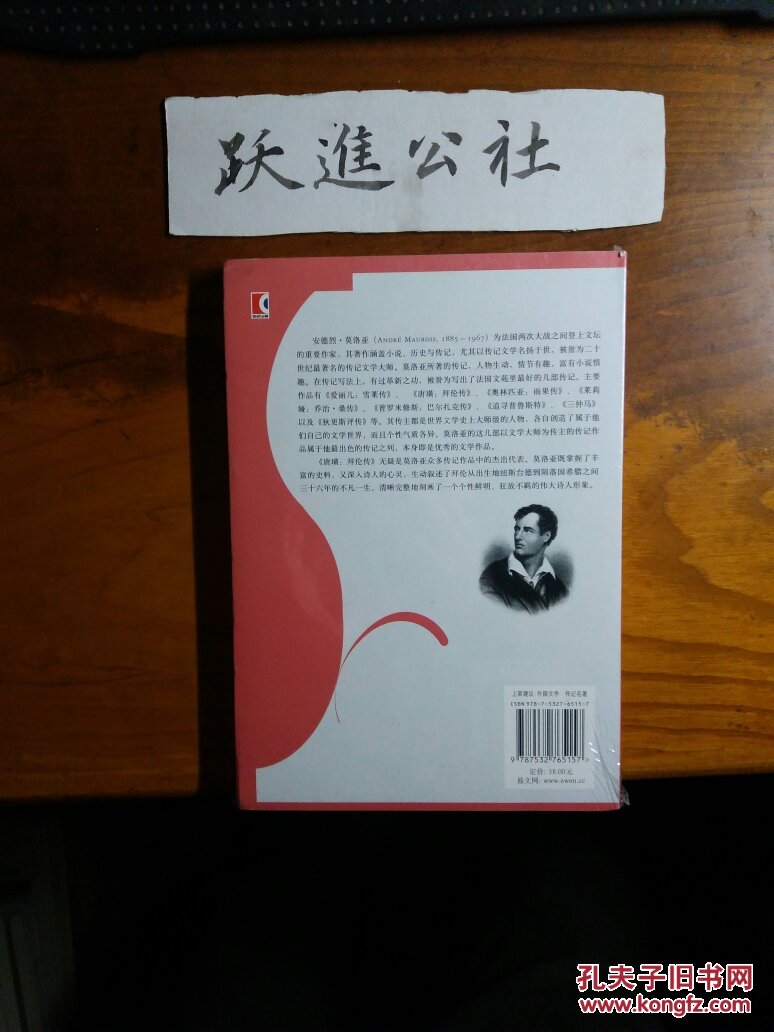 跃進公社
安德烈·莫洛亚（ANDRÉ MAUROIS, 1885—1967）为法国两次大战之间登上文坛
的重要作家，其著作涵盖小说、历史与传记，尤其以传记文学名扬于世，被誉为二十
世纪最著名的传记文学大师。莫洛亚所著的传记，人物生动、情节有趣，富有小说情
趣。在传记写法上，有过革新之功，被誉为写出了法国文苑里最好的几部传记。主要
作品有《爱丽儿：雪莱传》、《唐璜：拜伦传》、《奥林匹亚：雨果传》、《莱莉
娅：乔治·桑传》、《普罗米修斯：巴尔扎克传》、《追寻普鲁斯特》、《三仲马》
以及《狄更斯评传》等。其传主都是世界文学史上大师级的人物，各自创造了属于他
们自己的文学世界，而且个性气质各异。莫洛亚的这几部以文学大师为传主的传记作
品属于他最出色的传记之列，本身即是优秀的文学作品。
《唐璜：拜伦传》无疑是莫洛亚众多传记作品中的杰出代表。莫洛亚既掌握了丰
富的史料，又深入诗人的心灵，生动叙述了拜伦从出生地纽斯台德到陨落国希腊之间
三十六年的不凡一生，清晰完整地刻画了一个个性鲜明、狂放不羁的伟大诗人形象。
上架建议 外国文学 传记名著
ISBN 978-7-5327-6515-7
9 787532 765157 >
定价: 38.00元
易文网: www.ewen.cc
孔夫子旧书网
www.kongfz.com